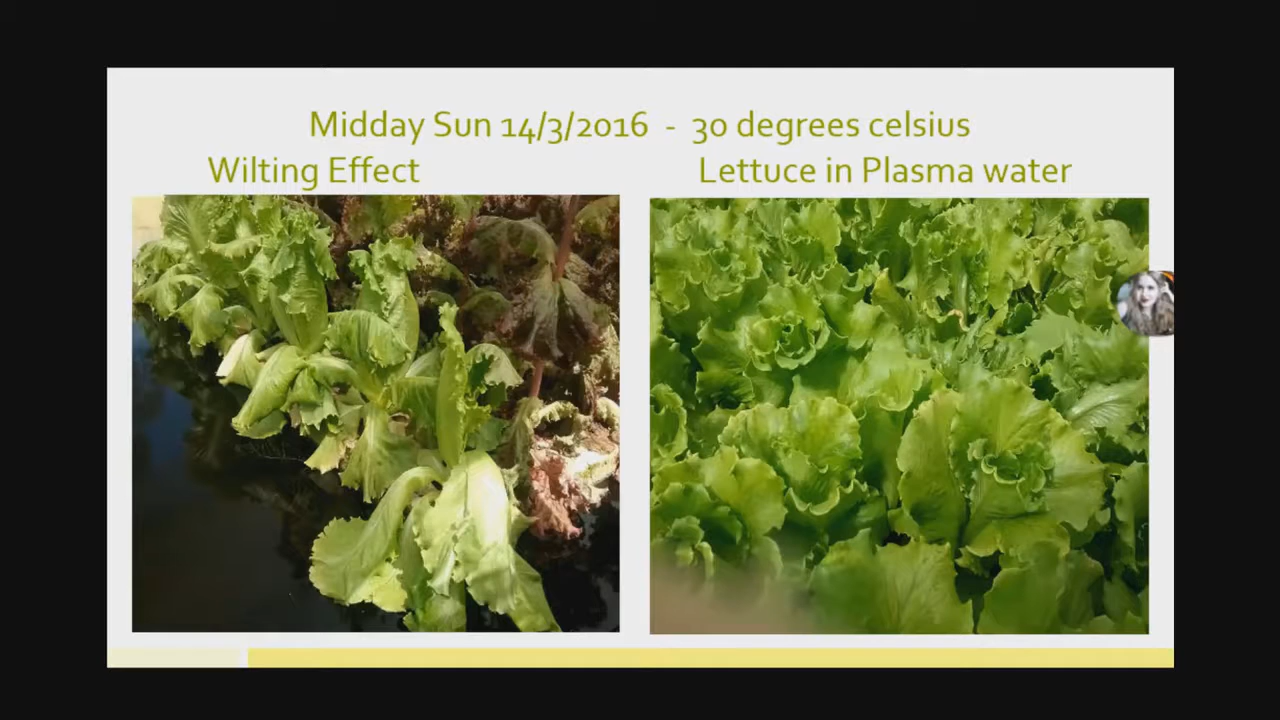 Midday Sun 14/3/2016 - 30 degrees celsius
Wilting Effect
Lettuce in Plasma water